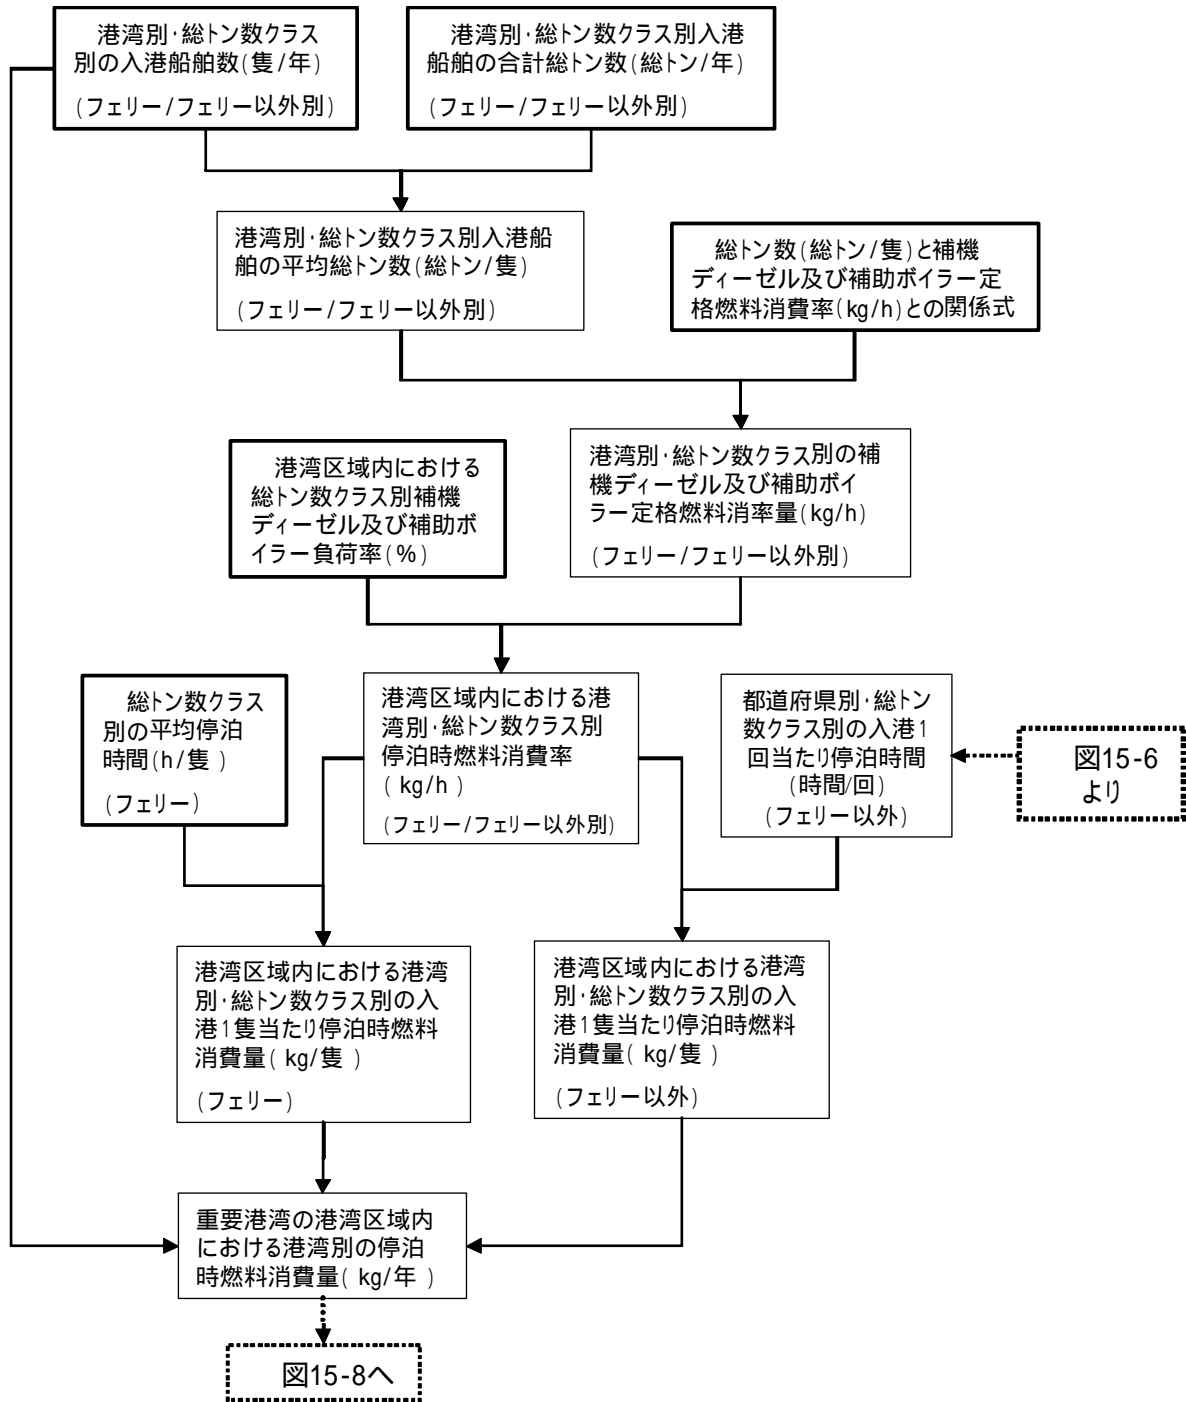 港湾別・総トン数クラス
別の入港船舶数(隻/年)
(フェリー/フェリー以外別)
港湾別・総トン数クラス別入港
船舶の合計総トン数(総トン/年)
(フェリー/フェリー以外別)
港湾別・総トン数クラス別入港船
舶の平均総トン数(総トン/隻)
(フェリー/フェリー以外別)
総トン数(総トン/隻)と補機
ディーゼル及び補助ボイラー定
格燃料消費率(kg/h)との関係式
港湾区域内における
総トン数クラス別補機
ディーゼル及び補助ボ
イラー負荷率(%)
港湾別・総トン数クラス別の補
機ディーゼル及び補助ボイ
ラー定格燃料消率量(kg/h)
(フェリー/フェリー以外別)
総トン数クラス
別の平均停泊
時間(h/隻)
(フェリー)
港湾区域内における港
湾別・総トン数クラス別
停泊時燃料消費率
(kg/h)
(フェリー/フェリー以外別)
都道府県別・総トン
数クラス別の入港1
回当たり停泊時間
(時間/回)
(フェリー以外)
図15-6
より
港湾区域内における港湾
別・総トン数クラス別の入
港1隻当たり停泊時燃料
消費量(kg/隻)
(フェリー)
港湾区域内における港湾
別・総トン数クラス別の入
港1隻当たり停泊時燃料
消費量(kg/隻)
(フェリー以外)
重要港湾の港湾区域内
における港湾別の停泊
時燃料消費量(kg/年)
図15-8へ